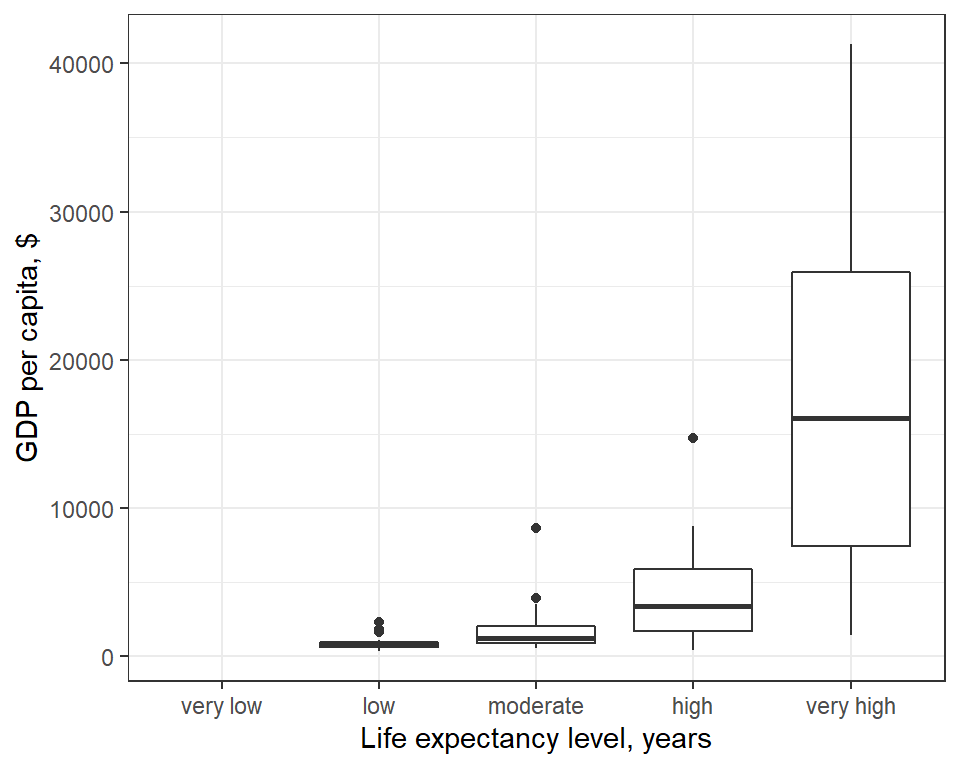 GDP per capita, $
40000
30000
20000
10000
0
very low low moderate high very high
Life expectancy level, years